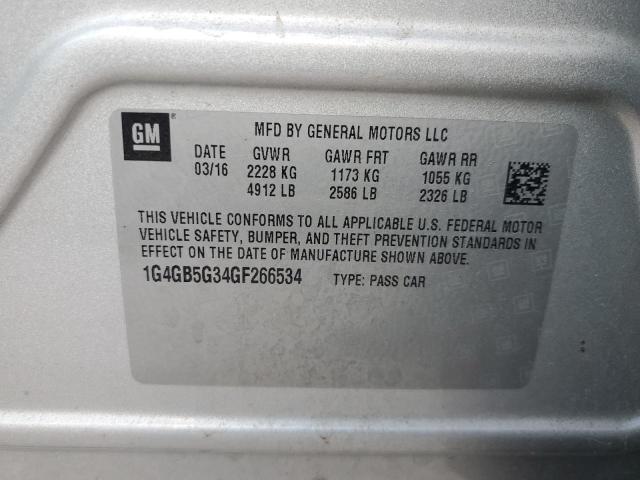 GM
®
MFD BY GENERAL MOTORS LLC
DATE GVWR GAWR FRT GAWR RR
03/16 2228 KG 1173 KG 1055 KG
4912 LB 2586 LB 2326 LB
THIS VEHICLE CONFORMS TO ALL APPLICABLE U.S. FEDERAL MOTOR
VEHICLE SAFETY, BUMPER, AND THEFT PREVENTION STANDARDS IN
EFFECT ON THE DATE OF MANUFACTURE SHOWN ABOVE.
1G4GB5G34GF266534 TYPE: PASS CAR